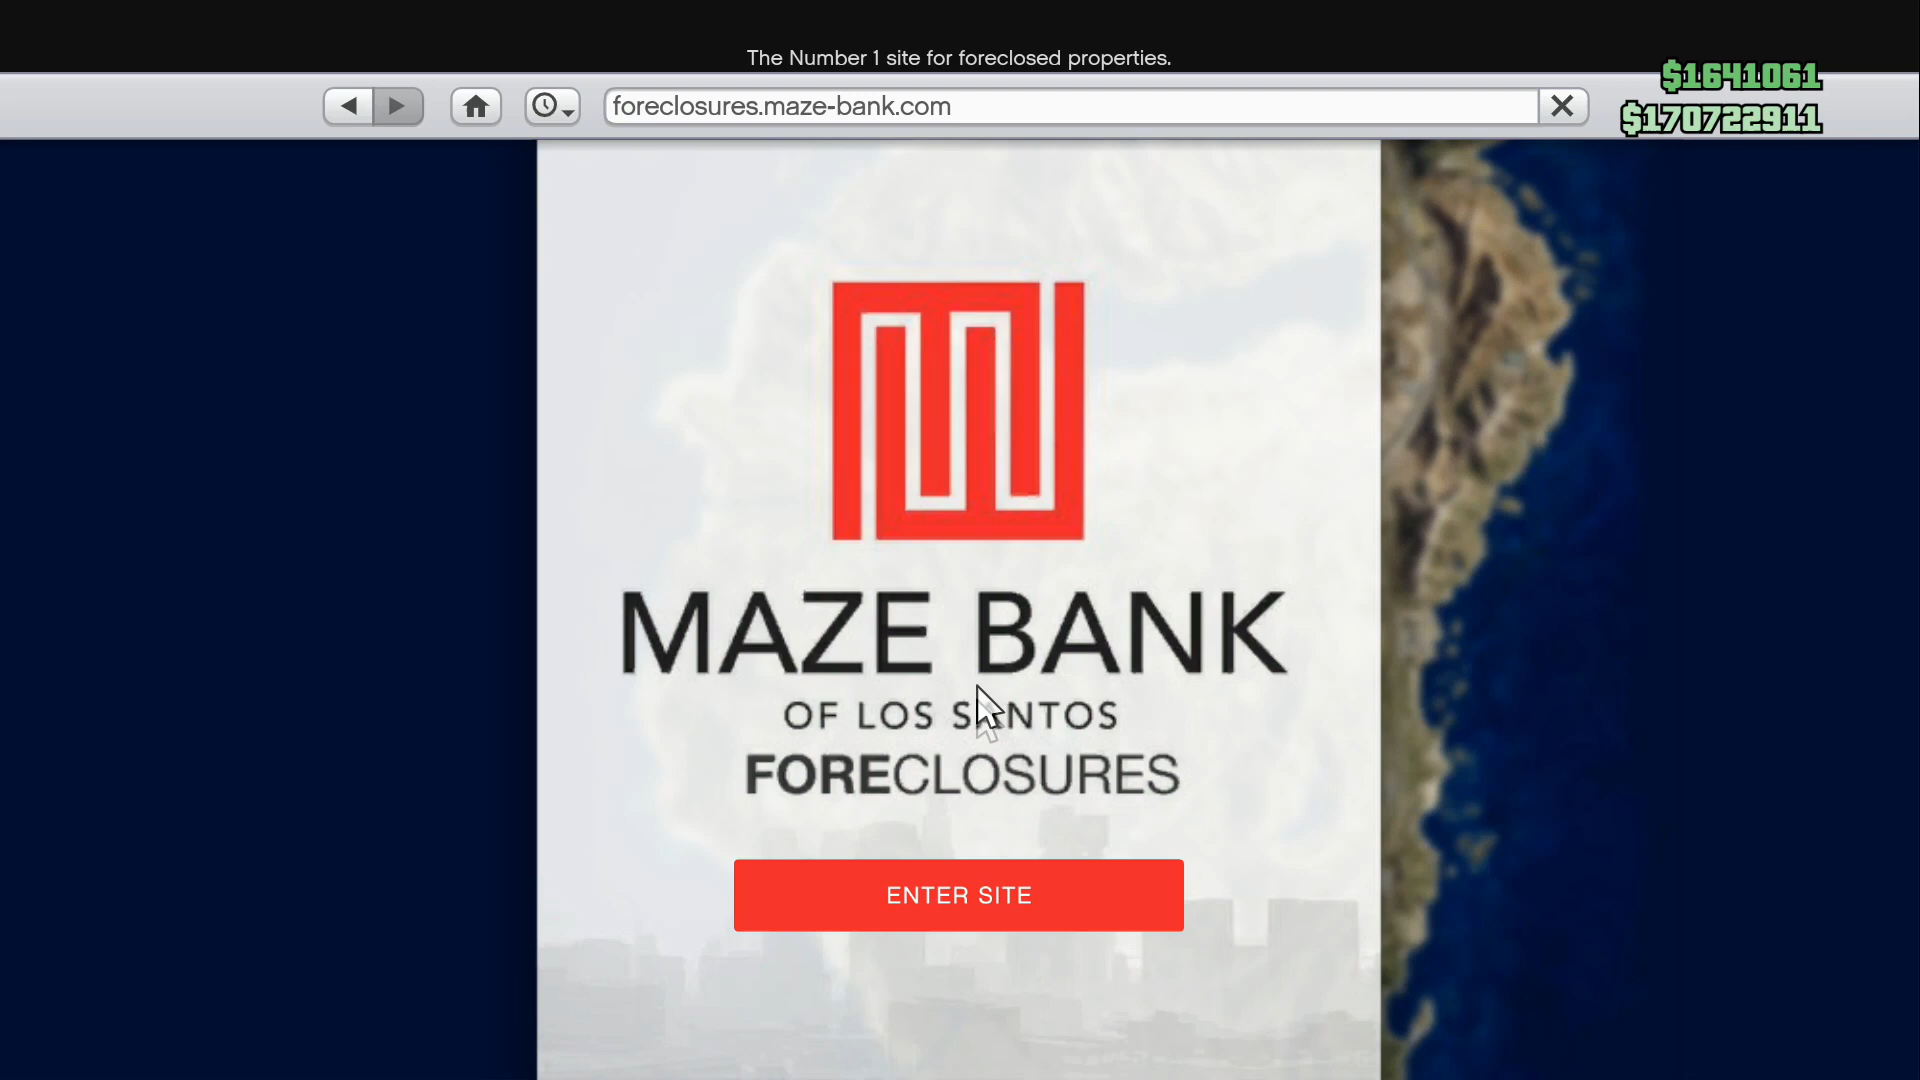 The Number 1 site for foreclosed properties.
$1641061
foreclosures.maze-bank.com
$170722911
MAZE BANK
OF LOS SANTOS
FORECLOSURES
ENTER SITE